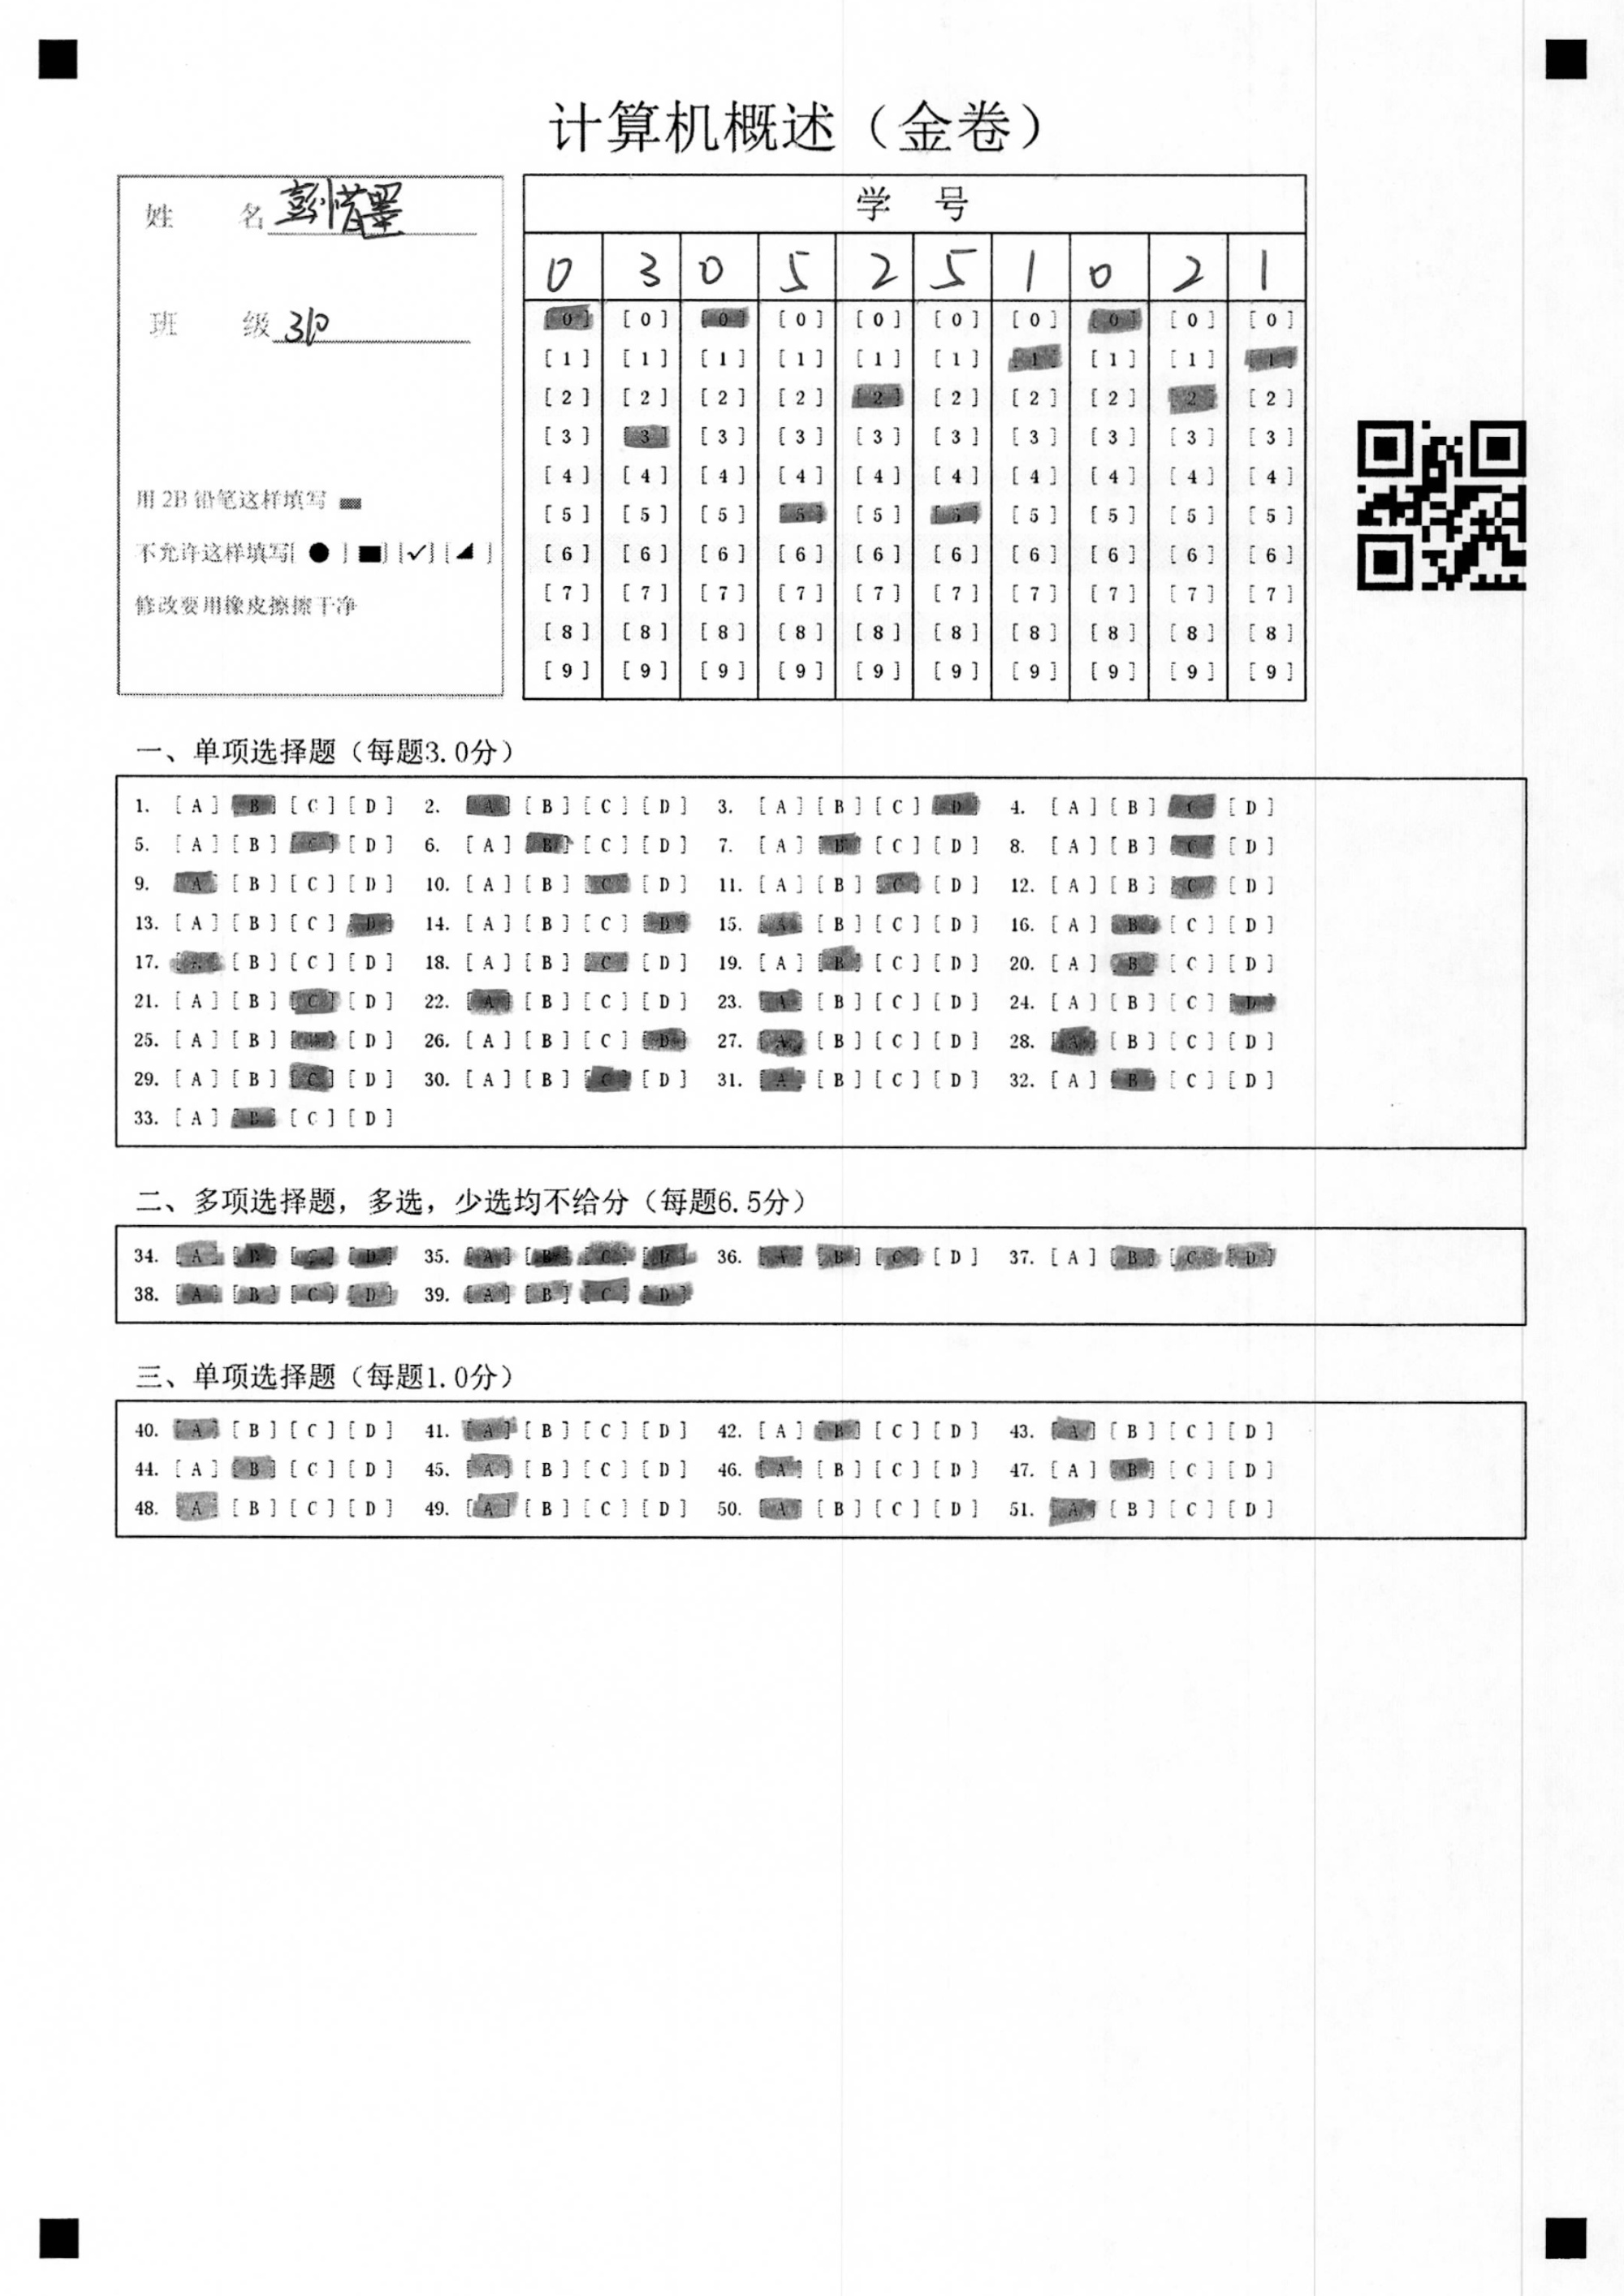 计算机概述（金卷）
姓 名 彭惜墨
班 级 310
用 2B 铅笔这样填写
不允许这样填写[ ● ] [■] [✓] [◢ ]
修改要用橡皮擦擦干净
学 号
0 3 0 5 2 5 1 0 2 1
[0] [0] [0] [0] [0] [0] [0] [0] [0] [0]
[1] [1] [1] [1] [1] [1] [1] [1] [1] [1]
[2] [2] [2] [2] [2] [2] [2] [2] [2] [2]
[3] [3] [3] [3] [3] [3] [3] [3] [3] [3]
[4] [4] [4] [4] [4] [4] [4] [4] [4] [4]
[5] [5] [5] [5] [5] [5] [5] [5] [5] [5]
[6] [6] [6] [6] [6] [6] [6] [6] [6] [6]
[7] [7] [7] [7] [7] [7] [7] [7] [7] [7]
[8] [8] [8] [8] [8] [8] [8] [8] [8] [8]
[9] [9] [9] [9] [9] [9] [9] [9] [9] [9]
一、单项选择题（每题3.0分）
1. [A] [B] [C] [D] 2. [A] [B] [C] [D] 3. [A] [B] [C] [D] 4. [A] [B] [C] [D]
5. [A] [B] [C] [D] 6. [A] [B] [C] [D] 7. [A] [B] [C] [D] 8. [A] [B] [C] [D]
9. [A] [B] [C] [D] 10. [A] [B] [C] [D] 11. [A] [B] [C] [D] 12. [A] [B] [C] [D]
13. [A] [B] [C] [D] 14. [A] [B] [C] [D] 15. [A] [B] [C] [D] 16. [A] [B] [C] [D]
17. [A] [B] [C] [D] 18. [A] [B] [C] [D] 19. [A] [B] [C] [D] 20. [A] [B] [C] [D]
21. [A] [B] [C] [D] 22. [A] [B] [C] [D] 23. [A] [B] [C] [D] 24. [A] [B] [C] [D]
25. [A] [B] [C] [D] 26. [A] [B] [C] [D] 27. [A] [B] [C] [D] 28. [A] [B] [C] [D]
29. [A] [B] [C] [D] 30. [A] [B] [C] [D] 31. [A] [B] [C] [D] 32. [A] [B] [C] [D]
33. [A] [B] [C] [D]
二、多项选择题，多选，少选均不给分（每题6.5分）
34. [A] [B] [C] [D] 35. [A] [B] [C] [D] 36. [A] [B] [C] [D] 37. [A] [B] [C] [D]
38. [A] [B] [C] [D] 39. [A] [B] [C] [D]
三、单项选择题（每题1.0分）
40. [A] [B] [C] [D] 41. [A] [B] [C] [D] 42. [A] [B] [C] [D] 43. [A] [B] [C] [D]
44. [A] [B] [C] [D] 45. [A] [B] [C] [D] 46. [A] [B] [C] [D] 47. [A] [B] [C] [D]
48. [A] [B] [C] [D] 49. [A] [B] [C] [D] 50. [A] [B] [C] [D] 51. [A] [B] [C] [D]